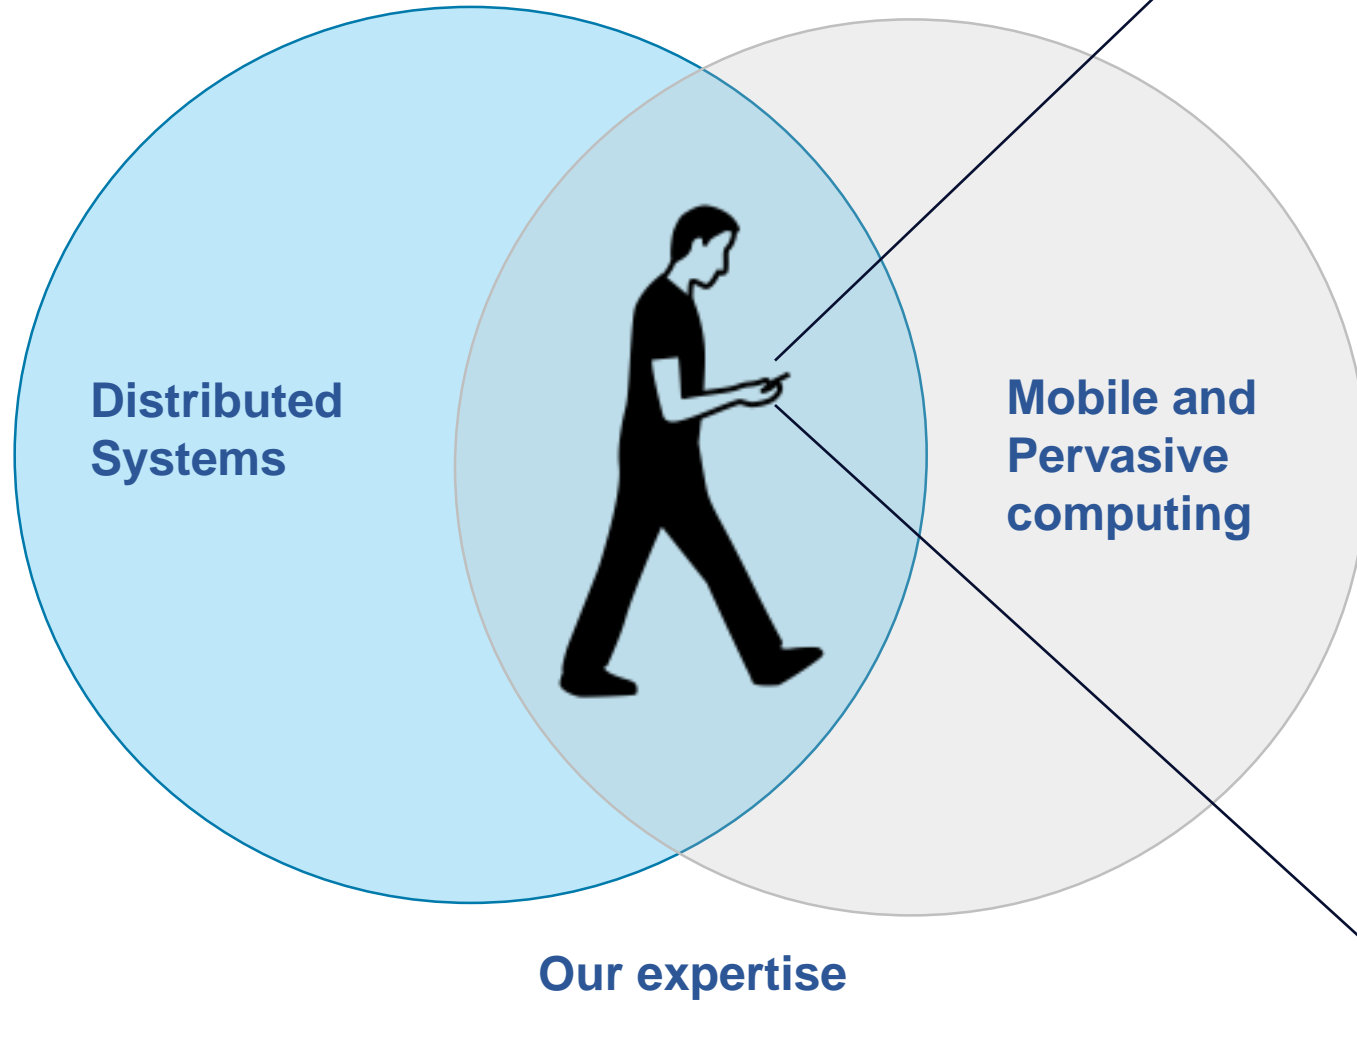 Distributed
Systems
Mobile and
Pervasive
computing
Our expertise